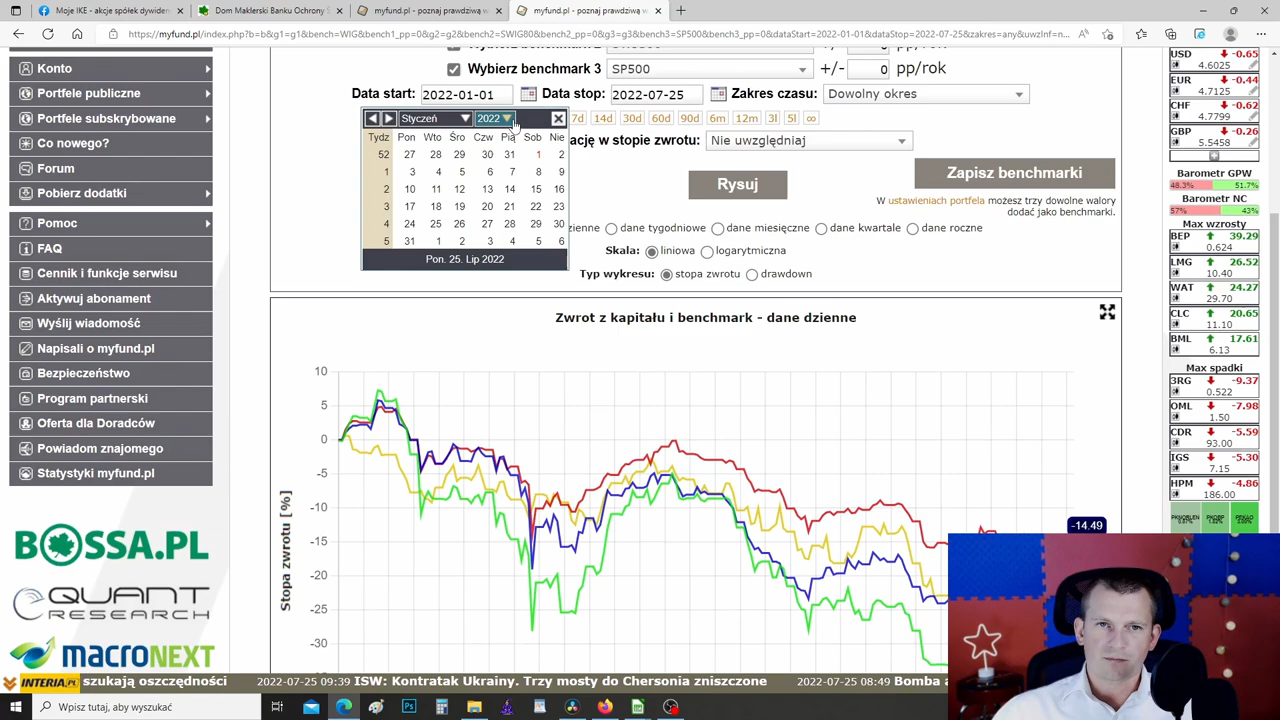 Moje IKE - akcje spółek dywiden
Dom Maklerski Banku Ochrony Ś
myfund.pl - poznaj prawdziwą w
myfund.pl - poznaj prawdziwą w
https://myfund.pl/index.php?b=b&g1=g1&bench=WIG&bench1_pp=0&g2=g2&bench2=SWIG80&bench2_pp=0&g3=g3&bench3=SP500&bench3_pp=0&dataStart=2022-01-01&dataStop=2022-07-25&zakres=any&uwzInf=n...
Konto
Portfele publiczne
Portfele subskrybowane
Co nowego?
Forum
Pobierz dodatki
Pomoc
FAQ
Cennik i funkcje serwisu
Aktywuj abonament
Wyślij wiadomość
Napisali o myfund.pl
Bezpieczeństwo
Program partnerski
Oferta dla Doradców
Powiadom znajomego
Statystyki myfund.pl
BOSSA.PL
QUANT
RESEARCH
MACRONEXT
Wybierz benchmark 3 SP500 +/- 0 pp/rok
Data start: 2022-01-01 Data stop: 2022-07-25 Zakres czasu: Dowolny okres
Styczeń 2022 x
7d 14d 30d 60d 90d 6m 12m 3l 5l ∞
Tydz Pon Wto Śro Czw Pią Sob Nie
52 27 28 29 30 31 1 2
1 3 4 5 6 7 8 9
2 10 11 12 13 14 15 16
3 17 18 19 20 21 22 23
4 24 25 26 27 28 29 30
5 31 1 2 3 4 5 6
Pon. 25. Lip 2022
ację w stopie zwrotu: Nie uwzględniaj
Rysuj
Zapisz benchmarki
W ustawieniach portfela możesz trzy dowolne walory
dodać jako benchmarki.
zienne dane tygodniowe dane miesięczne dane kwartale dane roczne
Skala: liniowa logarytmiczna
Typ wykresu: stopa zwrotu drawdown
Zwrot z kapitału i benchmark - dane dzienne
Stopa zwrotu [%]
10
5
0
-5
-10
-15
-20
-25
-30
-14.49
USD -0.65
4.6025
EUR -0.44
4.7125
CHF -0.62
4.7799
GBP -0.26
5.5458
Barometr GPW
48.3% 51.7%
Barometr NC
57% 43%
Max wzrosty
BEP 39.29
0.624
LMG 26.52
10.40
WAT 24.27
29.70
CLC 20.65
11.10
BML 17.61
6.13
Max spadki
3RG -9.37
0.522
OML -7.98
1.50
CDR -5.59
93.00
IGS -5.30
7.15
HPM -4.86
186.00
INTERIA.PL szukają oszczędności 2022-07-25 09:39 ISW: Kontratak Ukrainy. Trzy mosty do Chersonia zniszczone 2022-07-25 08:49 Bomba a
Wpisz tutaj, aby wyszukać